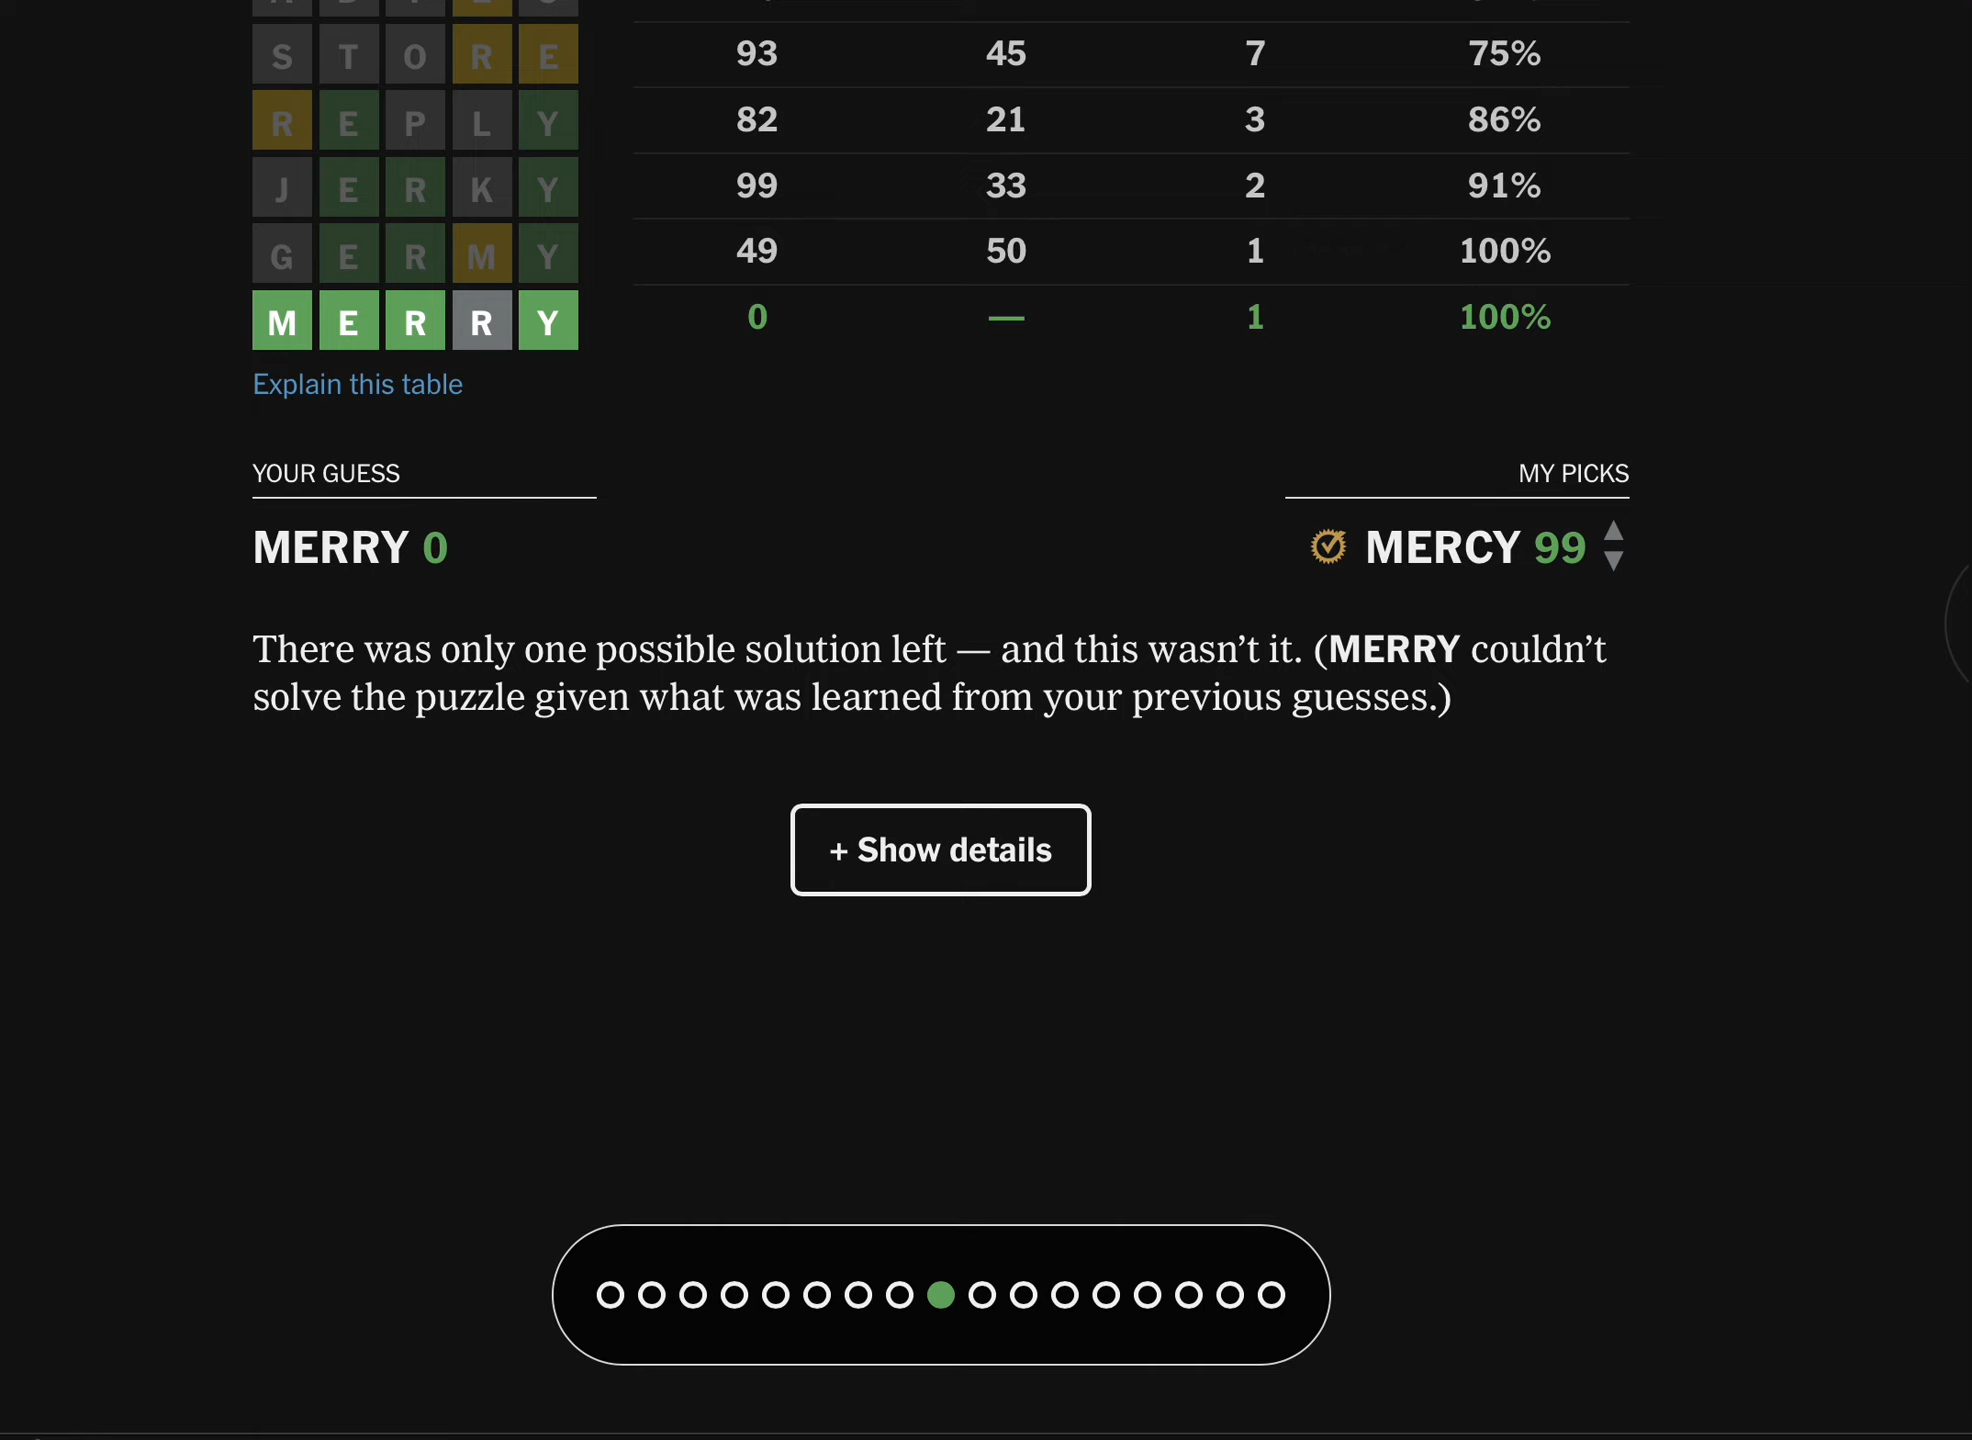 S T O R E 93 45 7 75%
R E P L Y 82 21 3 86%
J E R K Y 99 33 2 91%
G E R M Y 49 50 1 100%
M E R R Y 0 — 1 100%
Explain this table
YOUR GUESS MY PICKS
MERRY 0 MERCY 99
There was only one possible solution left — and this wasn’t it. (MERRY couldn’t
solve the puzzle given what was learned from your previous guesses.)
+ Show details